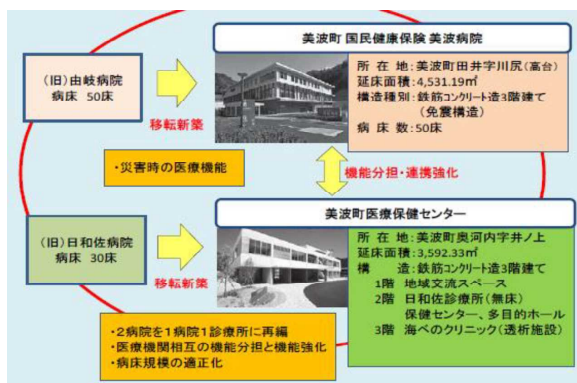 美波町 国民健康保険 美波病院
(旧)由岐病院
病床 50床
移転新築
所 在 地:美波町田井字川尻(高台)
延床面積:4,531.19㎡
構造種別:鉄筋コンクリート造3階建て
(免震構造)
病 床 数:50床
・災害時の医療機能
機能分担・連携強化
美波町医療保健センター
(旧)日和佐病院
病床 30床
移転新築
所 在 地:美波町奥河内字井ノ上
延床面積:3,592.33㎡
構 造:鉄筋コンクリート造3階建て
1階 地域交流スペース
2階 日和佐診療所(無床)
保健センター、多目的ホール
3階 海べのクリニック(透析施設)
・2病院を1病院1診療所に再編
・医療機関相互の機能分担と機能強化
・病床規模の適正化